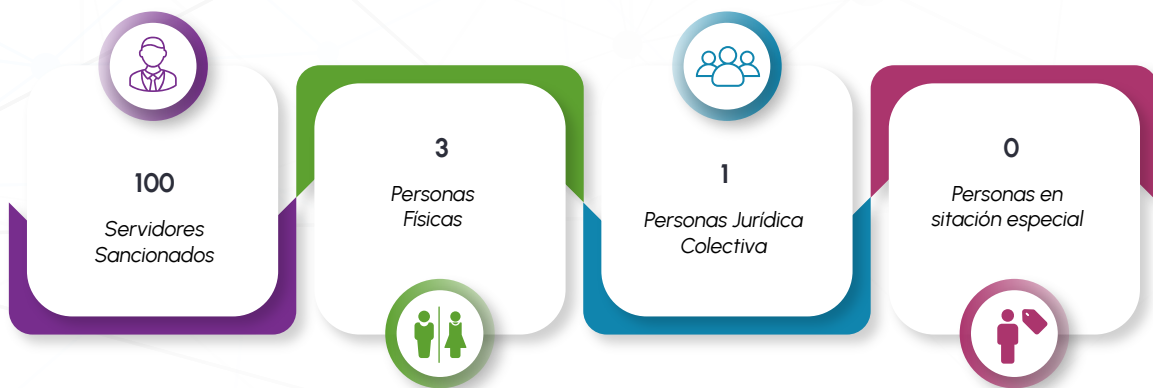 100
Servidores
Sancionados
3
Personas
Físicas
1
Personas Jurídica
Colectiva
0
Personas en
sitación especial